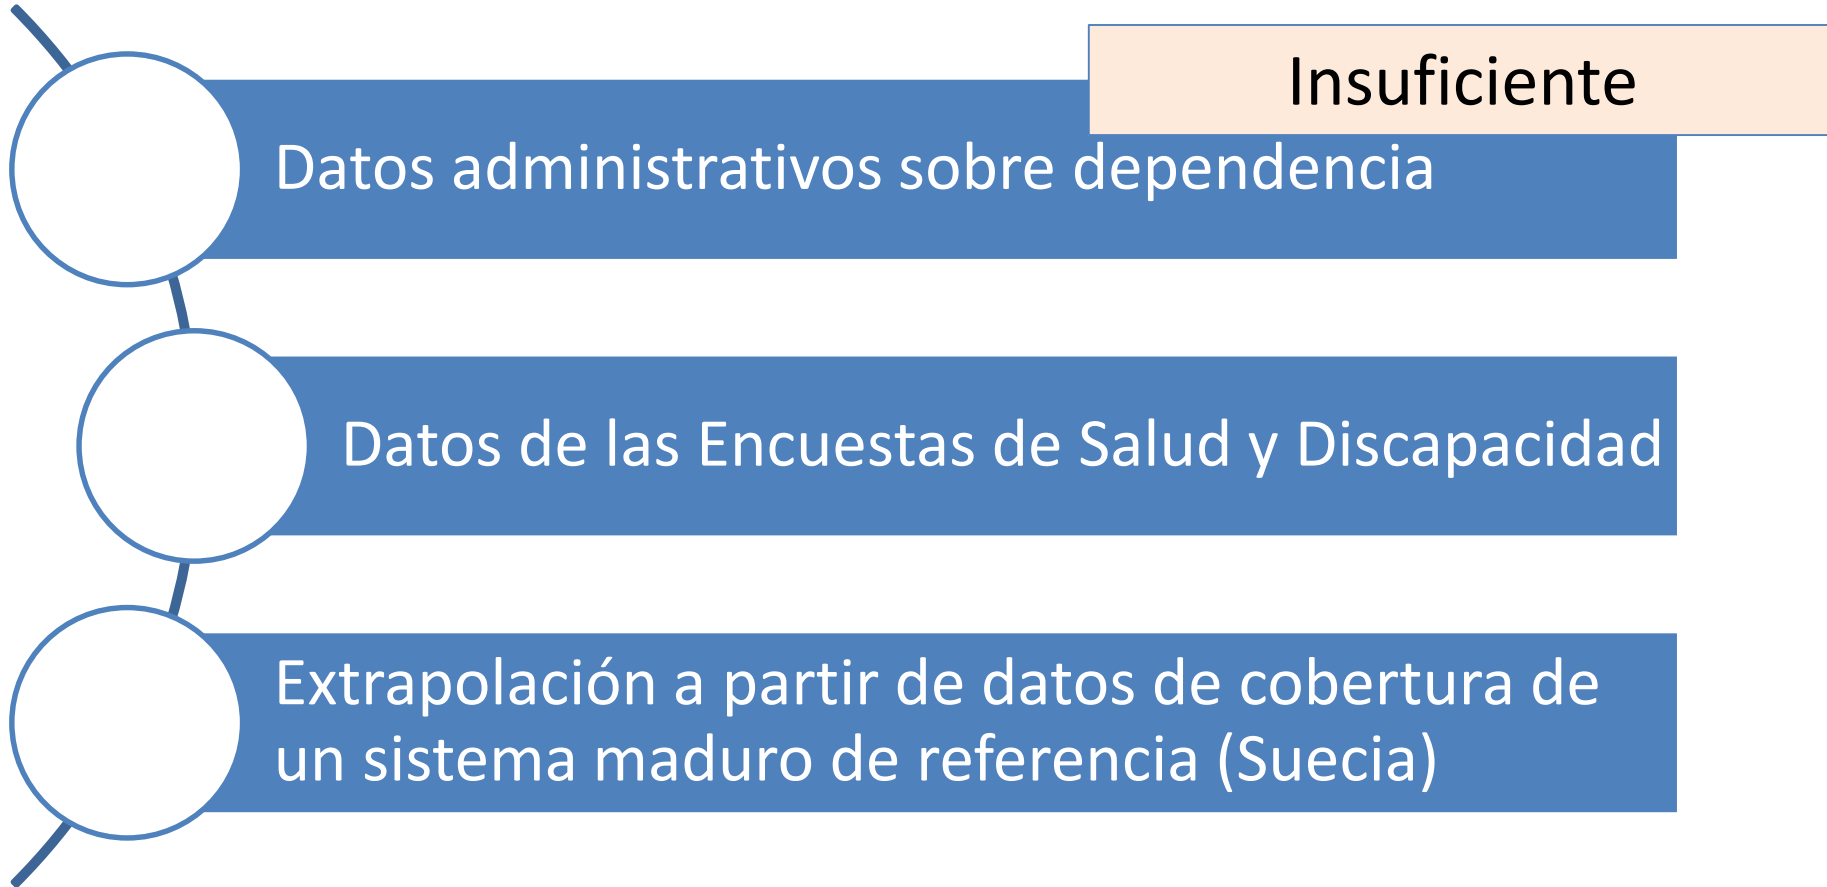 Insuficiente
Datos administrativos sobre dependencia
Datos de las Encuestas de Salud y Discapacidad
Extrapolación a partir de datos de cobertura de
un sistema maduro de referencia (Suecia)